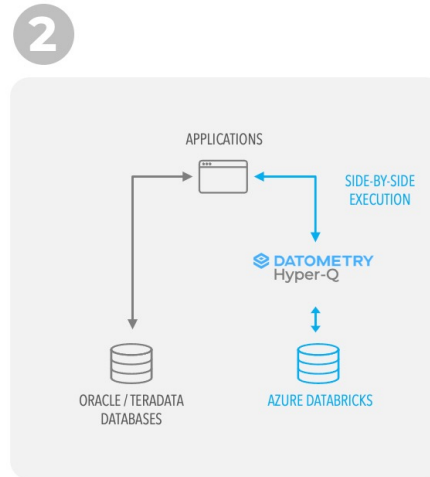 2
APPLICATIONS
SIDE-BY-SIDE
EXECUTION
DATOMETRY
Hyper-Q
ORACLE / TERADATA
DATABASES
AZURE DATABRICKS